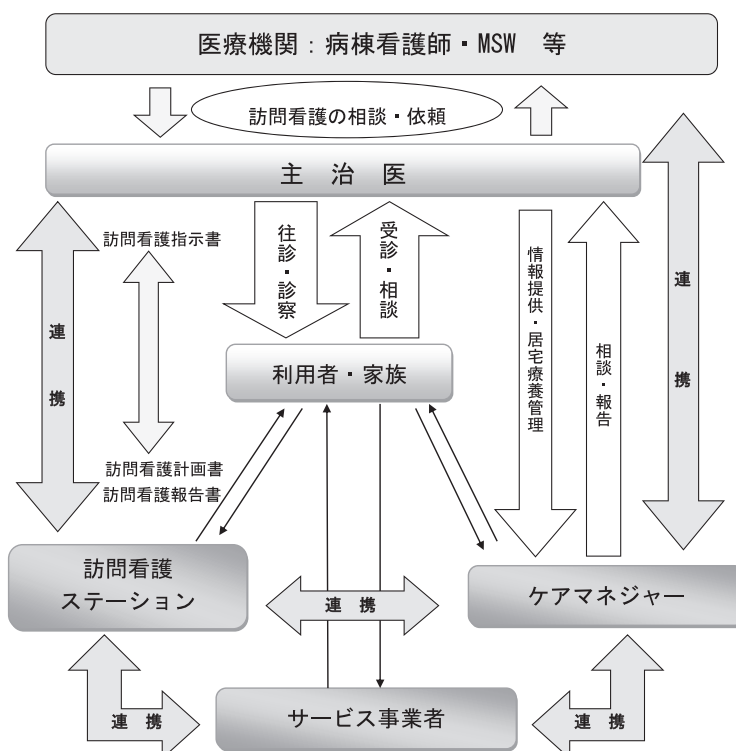 医療機関：病棟看護師・MSW 等
訪問看護の相談・依頼
主 治 医
訪問看護指示書
往診・診察
受診・相談
情報提供・居宅療養管理
相談・報告
連 携
連 携
利用者・家族
訪問看護計画書
訪問看護報告書
訪問看護
ステーション
連 携
ケアマネジャー
連 携
サービス事業者
連 携